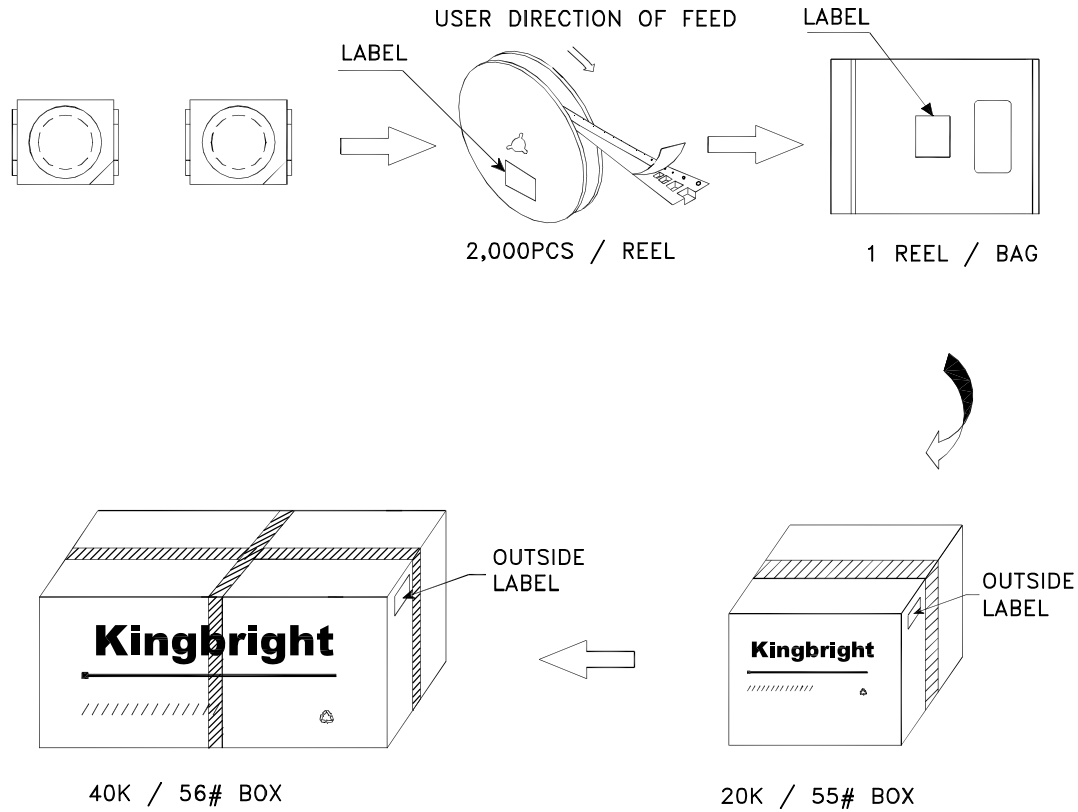 USER DIRECTION OF FEED
LABEL
LABEL
2,000PCS / REEL
1 REEL / BAG
OUTSIDE
LABEL
OUTSIDE
LABEL
Kingbright
Kingbright
40K / 56# BOX
20K / 55# BOX